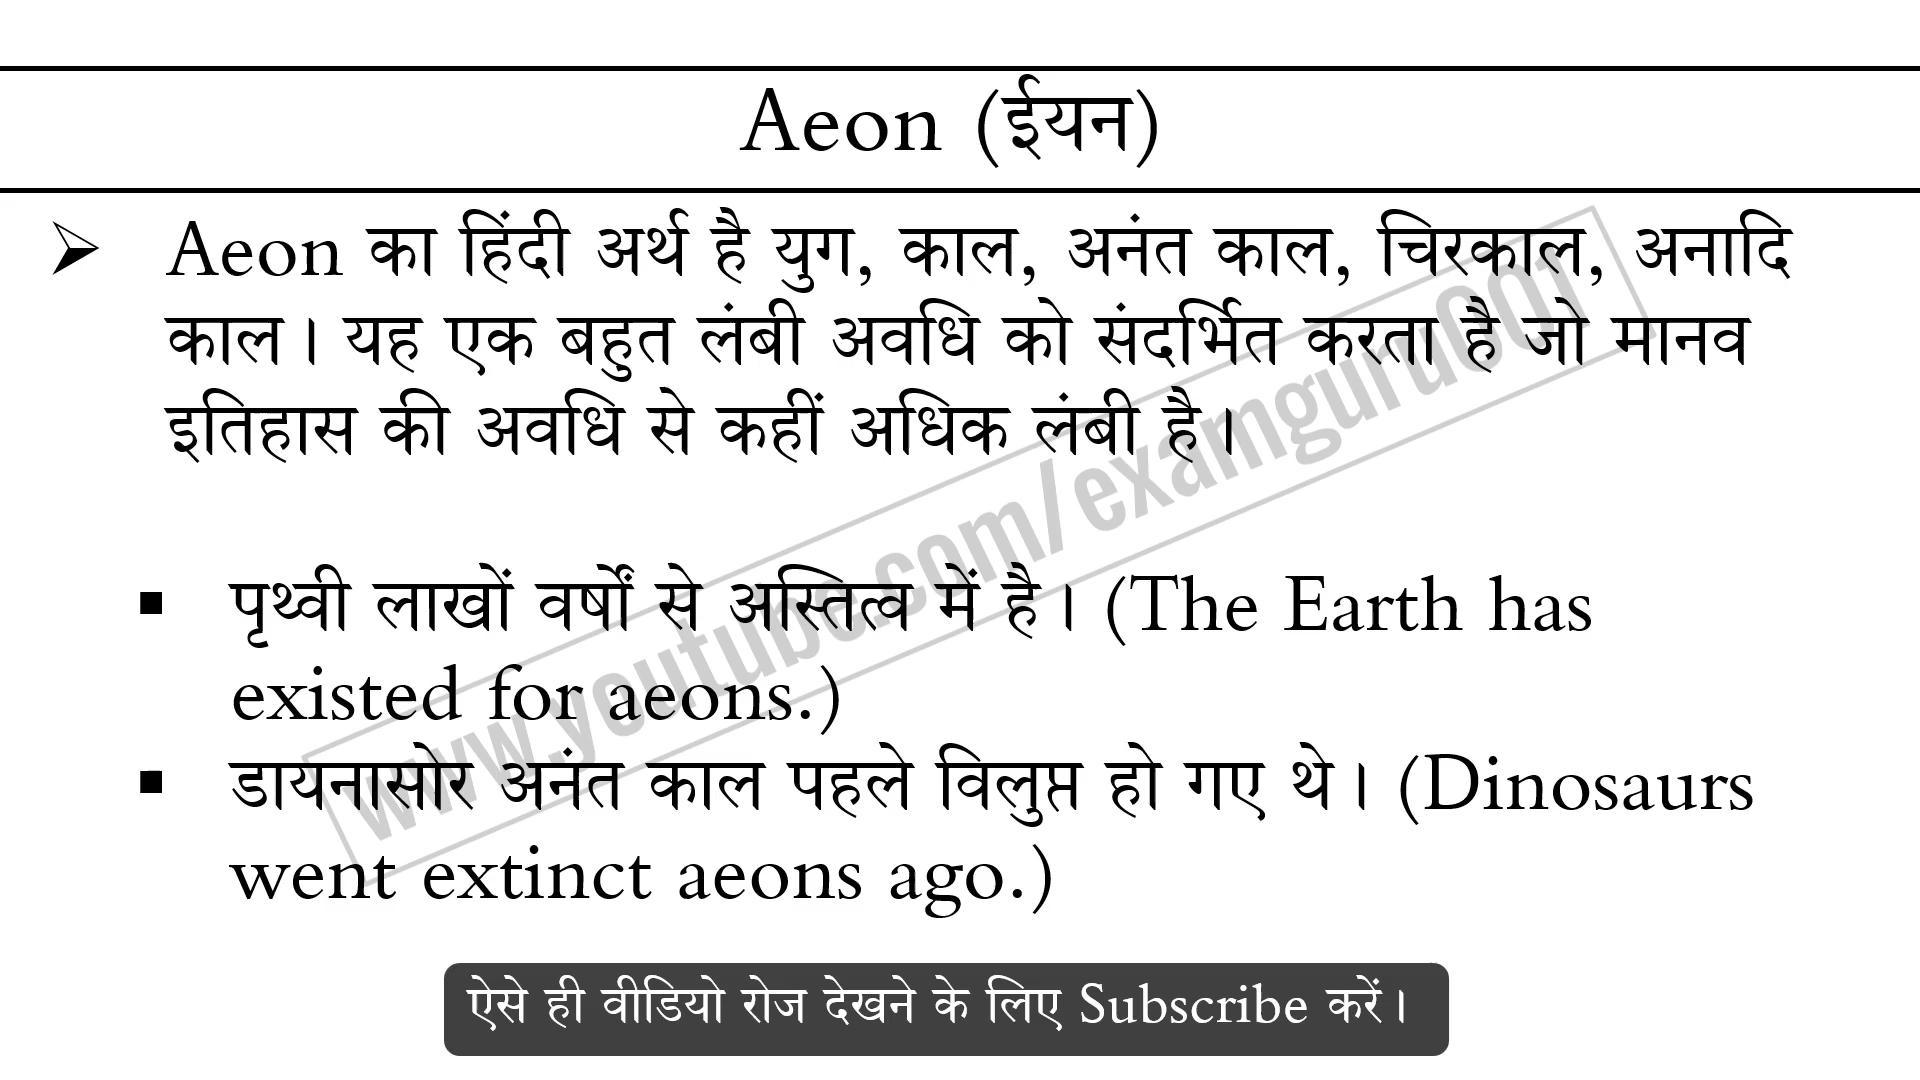 Aeon (ईयन)
Aeon का हिंदी अर्थ है युग, काल, अनंत काल, चिरकाल, अनादि
काल। यह एक बहुत लंबी अवधि को संदर्भित करता है जो मानव
इतिहास की अवधि से कहीं अधिक लंबी है।
पृथ्वी लाखों वर्षों से अस्तित्व में है। (The Earth has
existed for aeons.)
डायनासोर अनंत काल पहले विलुप्त हो गए थे। (Dinosaurs
went extinct aeons ago.)
www.youtube.com/examguru001
ऐसे ही वीडियो रोज देखने के लिए Subscribe करें।